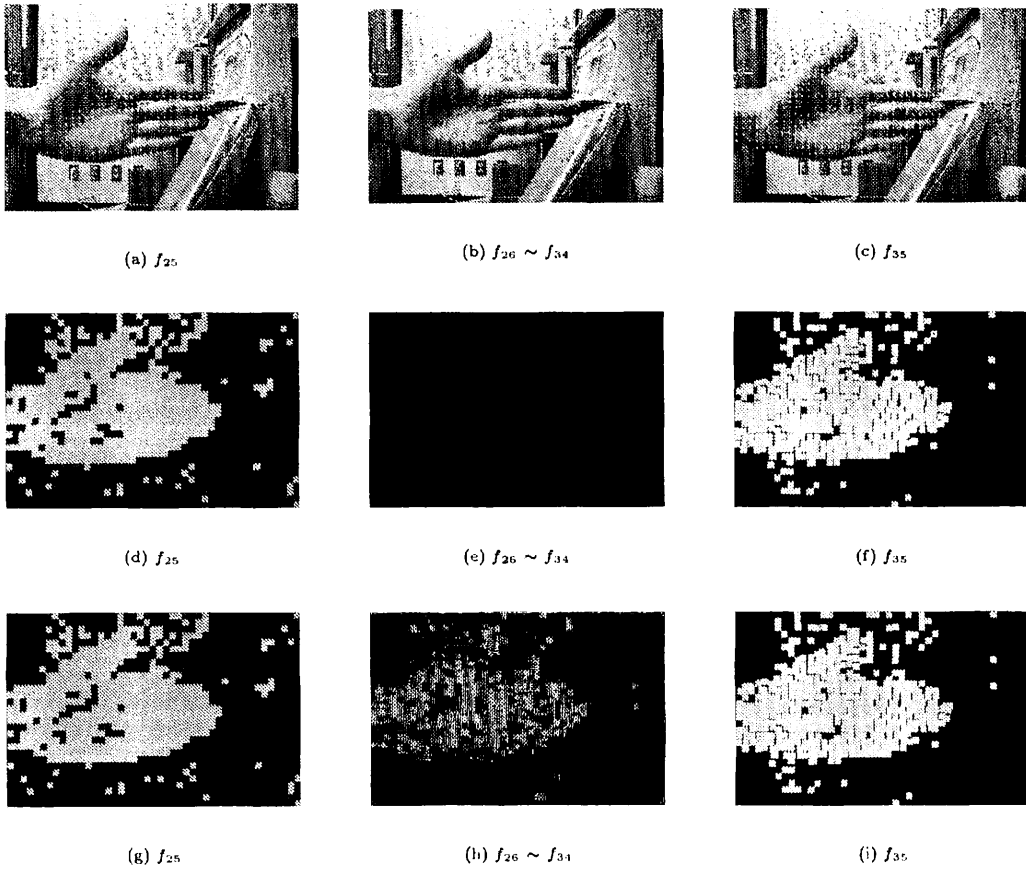 (a) f₂₅
(b) f₂₆ ~ f₃₄
(c) f₃₅
(d) f₂₅
(e) f₂₆ ~ f₃₄
(f) f₃₅
(g) f₂₅
(h) f₂₆ ~ f₃₄
(i) f₃₅